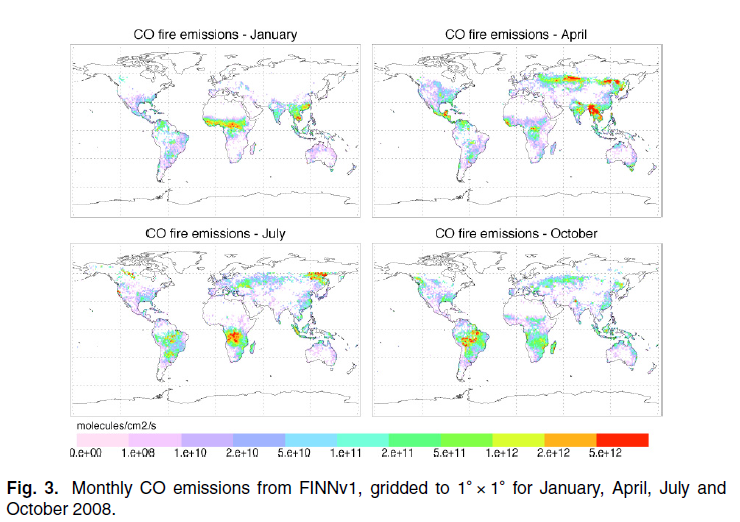 CO fire emissions - January
CO fire emissions - April
CO fire emissions - July
CO fire emissions - October
molecules/cm2/s
0.e+00 1.e+08 1.e+10 2.e+10 5.e+10 1.e+11 2.e+11 5.e+11 1.e+12 2.e+12 5.e+12
Fig. 3. Monthly CO emissions from FINNv1, gridded to 1° × 1° for January, April, July and
October 2008.